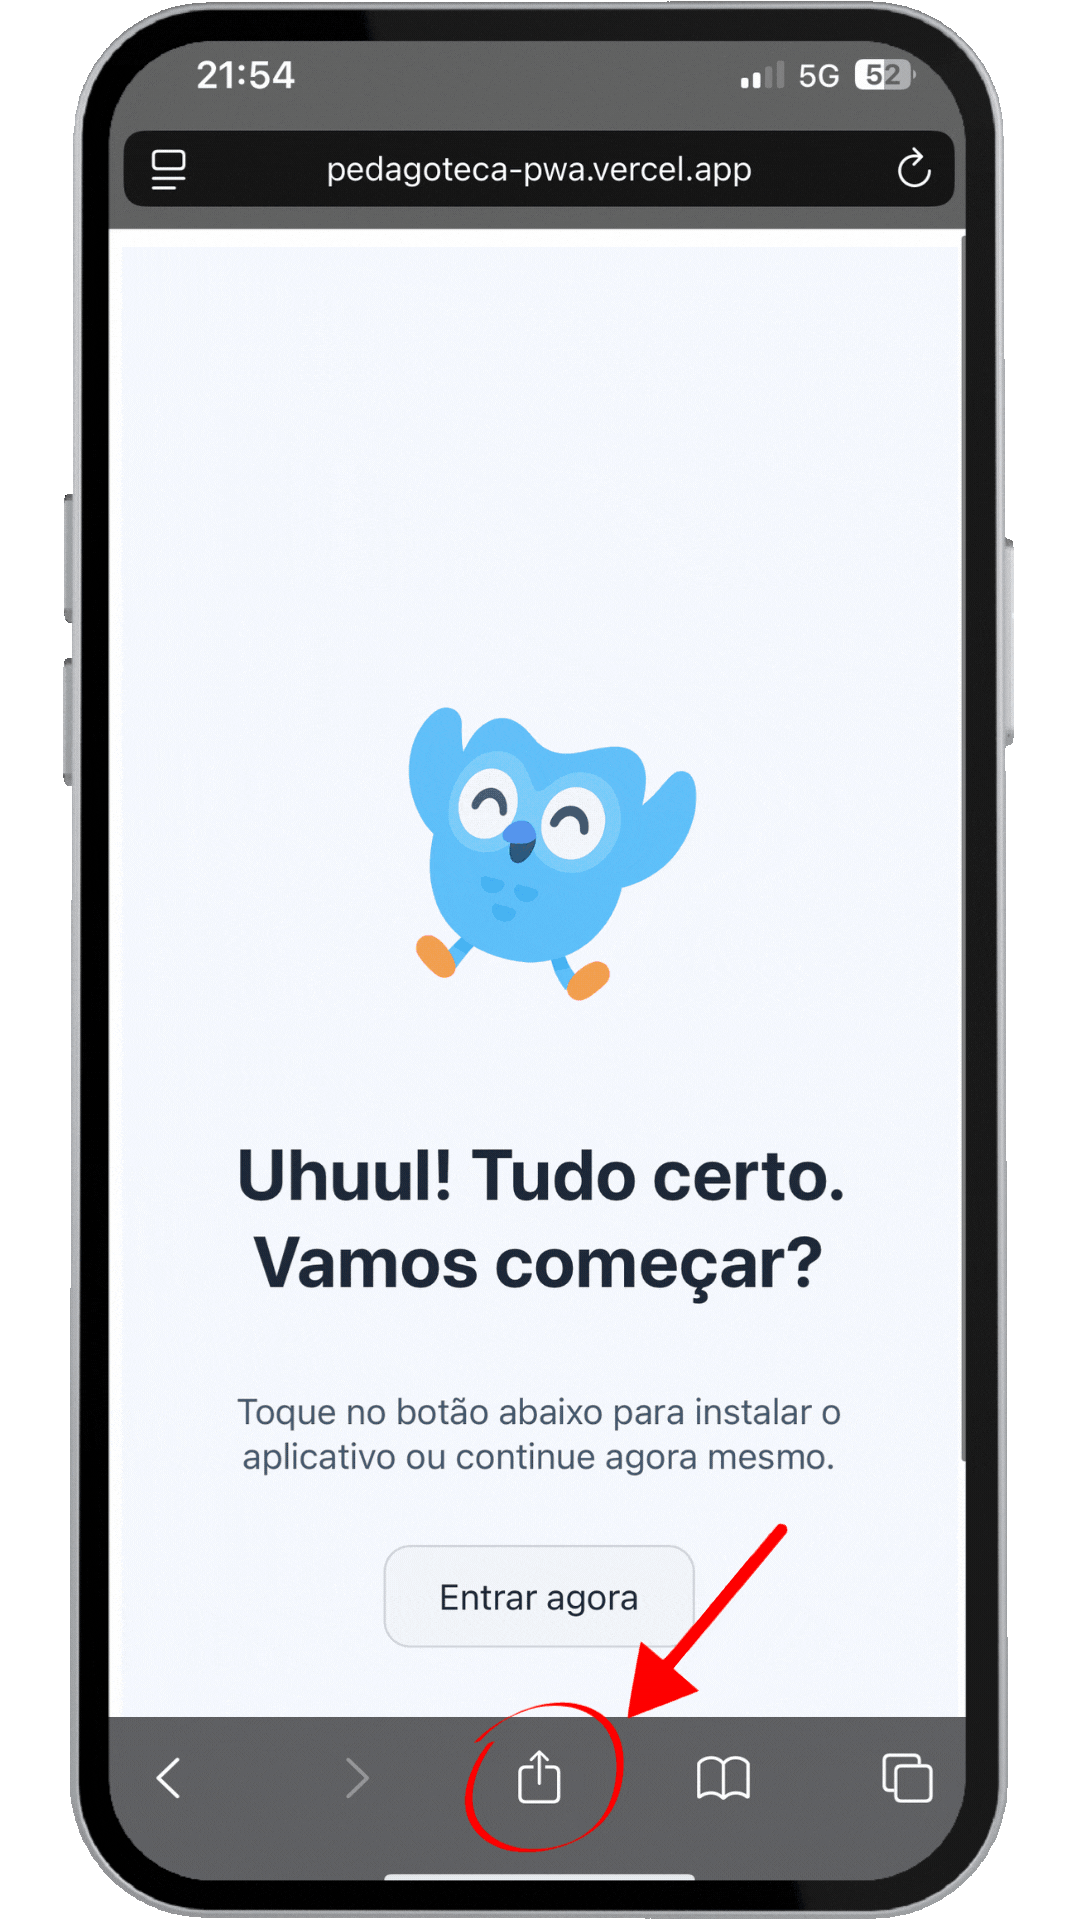 21:54
5G
52
pedagoteca-pwa.vercel.app
Uhuul! Tudo certo.
Vamos começar?
Toque no botão abaixo para instalar o
aplicativo ou continue agora mesmo.
Entrar agora